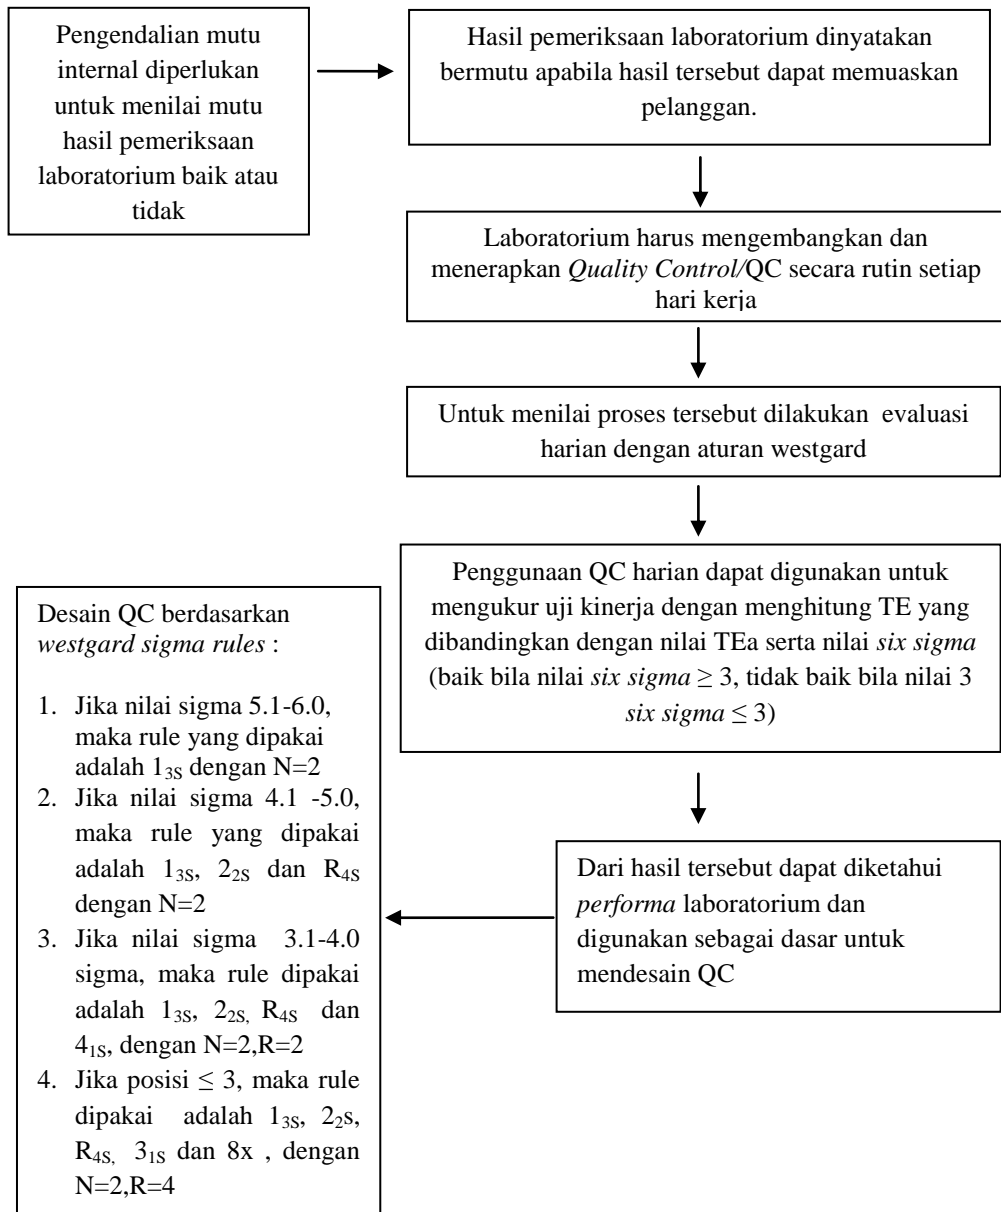 Pengendalian mutu
internal diperlukan
untuk menilai mutu
hasil pemeriksaan
laboratorium baik atau
tidak
Hasil pemeriksaan laboratorium dinyatakan
bermutu apabila hasil tersebut dapat memuaskan
pelanggan.
Laboratorium harus mengembangkan dan
menerapkan Quality Control/QC secara rutin setiap
hari kerja
Untuk menilai proses tersebut dilakukan evaluasi
harian dengan aturan westgard
Penggunaan QC harian dapat digunakan untuk
mengukur uji kinerja dengan menghitung TE yang
dibandingkan dengan nilai TEa serta nilai six sigma
(baik bila nilai six sigma ≥ 3, tidak baik bila nilai 3
six sigma ≤ 3)
Dari hasil tersebut dapat diketahui
performa laboratorium dan
digunakan sebagai dasar untuk
mendesain QC
Desain QC berdasarkan
westgard sigma rules :
1. Jika nilai sigma 5.1-6.0,
maka rule yang dipakai
adalah 13S dengan N=2
2. Jika nilai sigma 4.1 -5.0,
maka rule yang dipakai
adalah 13S, 22S dan R4S
dengan N=2
3. Jika nilai sigma 3.1-4.0
sigma, maka rule dipakai
adalah 13S, 22S, R4S dan
41S, dengan N=2,R=2
4. Jika posisi ≤ 3, maka rule
dipakai adalah 13S, 22s,
R4S, 31S dan 8x , dengan
N=2,R=4